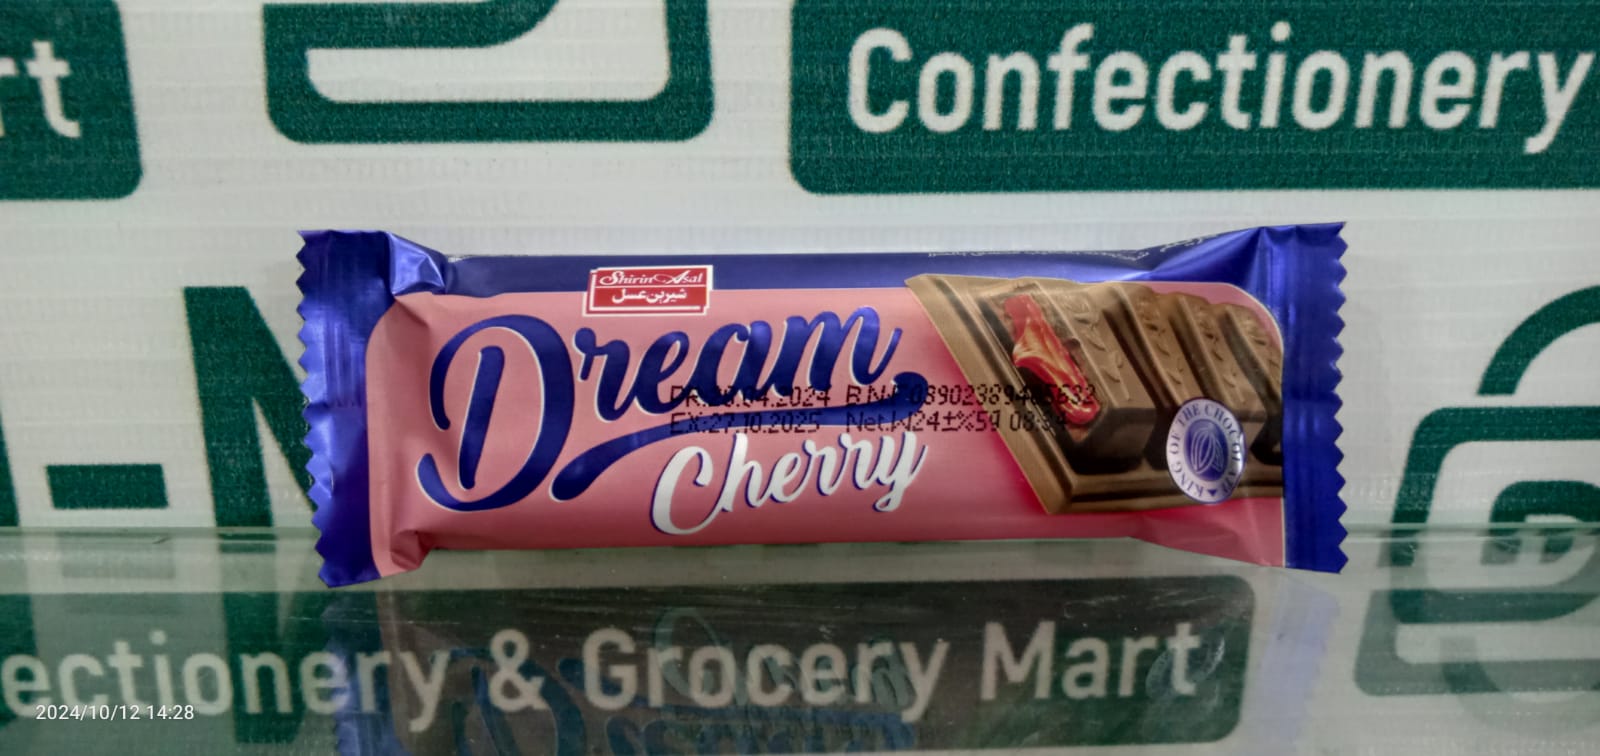 rt
Confectionery
Shirin Asal
شیرین عسل
Dream
EX:27.10.2025 Net.W24±%5g
Cherry
KING OF THE CHOCOLATE
ectionery & Grocery Mart
2024/10/12 14:28